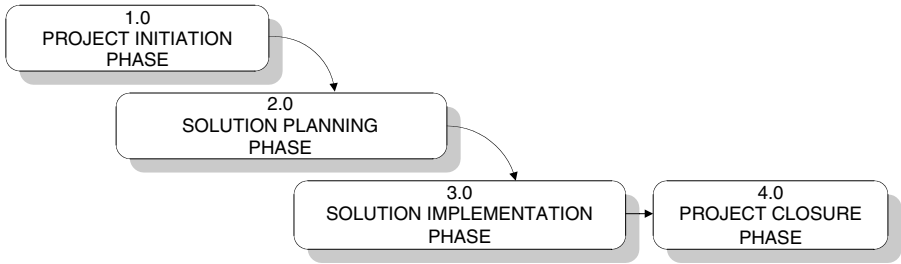 1.0
PROJECT INITIATION
PHASE
2.0
SOLUTION PLANNING
PHASE
3.0
SOLUTION IMPLEMENTATION
PHASE
4.0
PROJECT CLOSURE
PHASE